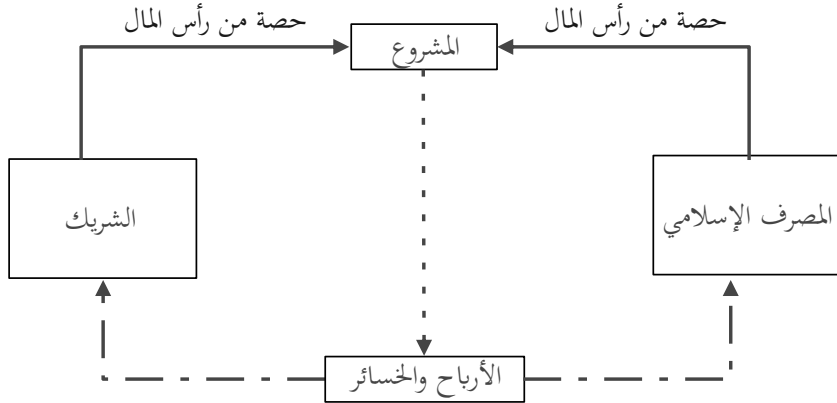 حصة من رأس المال
حصة من رأس المال
المشروع
المصرف الإسلامي
الشريك
الأرباح والخسائر